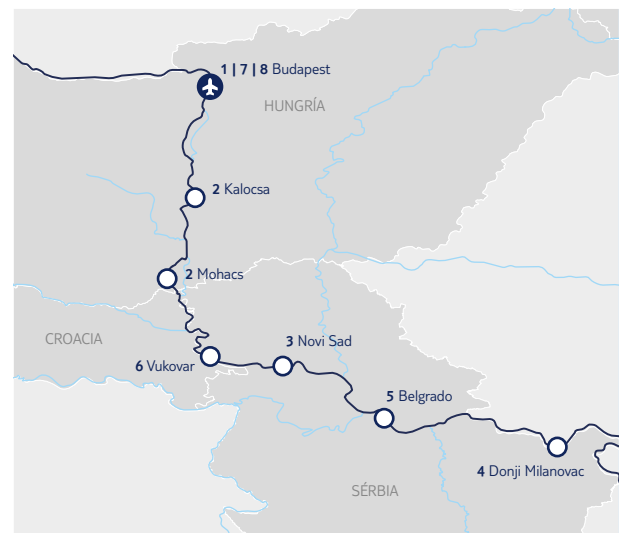 1 | 7 | 8 Budapest
HUNGRÍA
2 Kalocsa
2 Mohacs
CROACIA
3 Novi Sad
6 Vukovar
5 Belgrado
4 Donji Milanovac
SÉRBIA